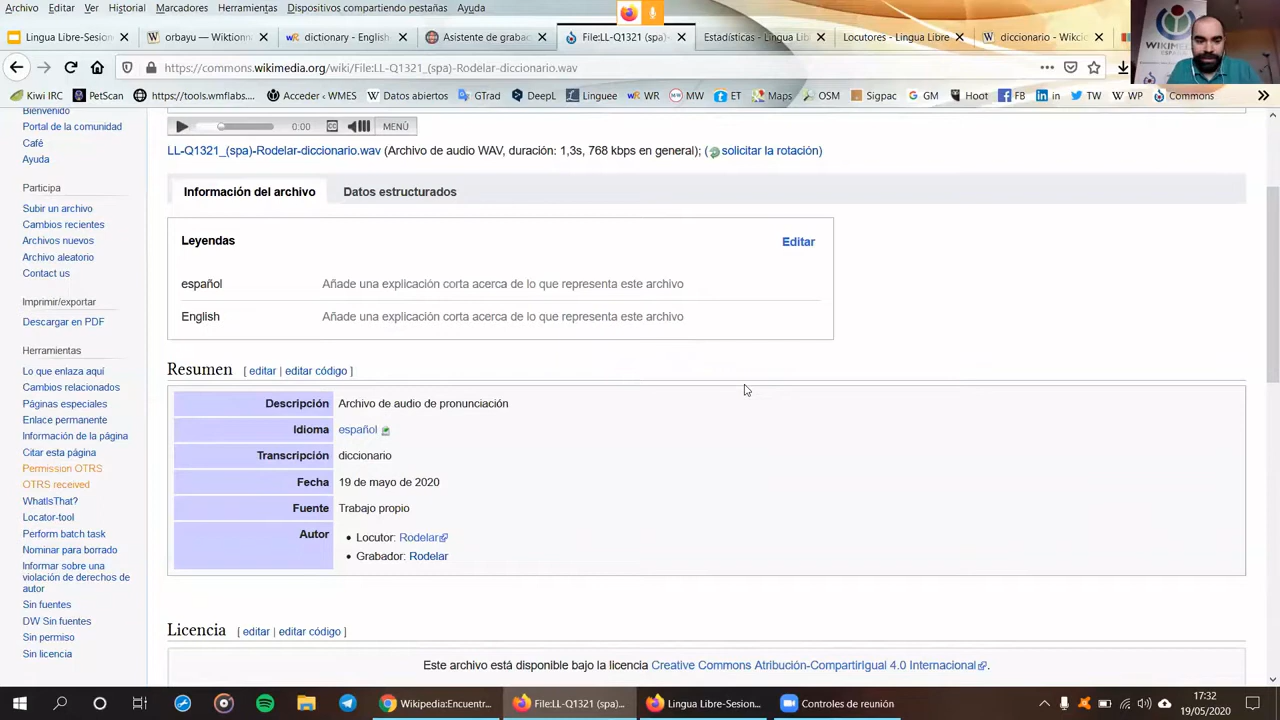 Archivo Editar Ver Historial Marcadores Herramientas Dispositivos compartiendo pestañas Ayuda
Lingua Libre-Sesion
orbayu — Wiktionn
dictionary - English
Asistente de grabac
File:LL-Q1321 (spa)-
Estadísticas - Lingua
Locutores - Lingua Libre
diccionario - Wikcio
WIKIMEDIA
ESPAÑA
https://commons.wikimedia.org/wiki/File:LL-Q1321_(spa)-Rodelar-diccionario.wav
Kiwi IRC PetScan https://tools.wmflabs... Acceder · WMES Datos abiertos GTrad DeepL Linguee WR MW ET Maps OSM Sigpac GM Hoot FB in TW WP Commons
Bienvenido
Portal de la comunidad
Café
Ayuda
Participa
Subir un archivo
Cambios recientes
Archivos nuevos
Archivo aleatorio
Contact us
Imprimir/exportar
Descargar en PDF
Herramientas
Lo que enlaza aquí
Cambios relacionados
Páginas especiales
Enlace permanente
Información de la página
Citar esta página
Permission OTRS
OTRS received
WhatIsThat?
Locator-tool
Perform batch task
Nominar para borrado
Informar sobre una
violación de derechos de
autor
Sin fuentes
DW Sin fuentes
Sin permiso
Sin licencia
0:00 CC MENÚ
LL-Q1321_(spa)-Rodelar-diccionario.wav (Archivo de audio WAV, duración: 1,3s, 768 kbps en general); (solicitar la rotación)
Información del archivo Datos estructurados
Leyendas Editar
español Añade una explicación corta acerca de lo que representa este archivo
English Añade una explicación corta acerca de lo que representa este archivo
Resumen [ editar | editar código ]
Descripción Archivo de audio de pronunciación
Idioma español
Transcripción diccionario
Fecha 19 de mayo de 2020
Fuente Trabajo propio
Autor • Locutor: Rodelar
• Grabador: Rodelar
Licencia [ editar | editar código ]
Este archivo está disponible bajo la licencia Creative Commons Atribución-CompartirIgual 4.0 Internacional.
Wikipedia:Encuentr...
File:LL-Q1321 (spa)...
Lingua Libre-Sesion...
Controles de reunión
17:32
19/05/2020